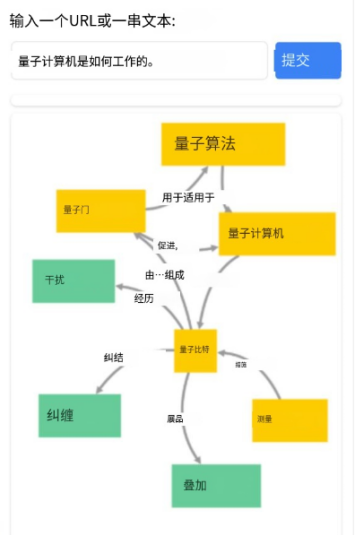 输入一个URL或一串文本:
量子计算机是如何工作的。
提交
量子算法
用于适用于
量子门
量子计算机
促进,
由…组成
干扰
经历
量子比特
纠结
纠缠
展品
测量
叠加